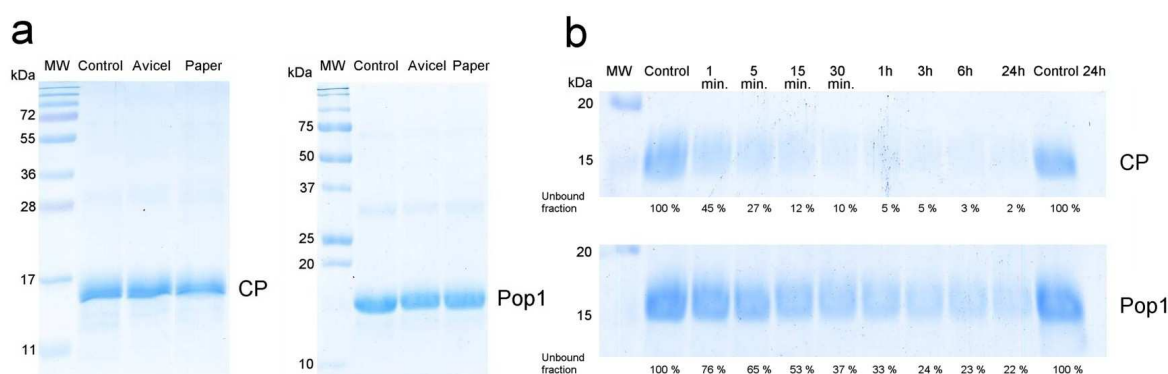 a
MW Control Avicel Paper
kDa
72
55
36
28
17
11
CP
MW Control Avicel Paper
kDa
75
50
37
25
20
10
Pop1
b
MW Control 1 min. 5 min. 15 min. 30 min. 1h 3h 6h 24h Control 24h
kDa
20
15
CP
Unbound fraction 100 % 45 % 27 % 12 % 10 % 5 % 5 % 3 % 2 % 100 %
20
15
Pop1
Unbound fraction 100 % 76 % 65 % 53 % 37 % 33 % 24 % 23 % 22 % 100 %